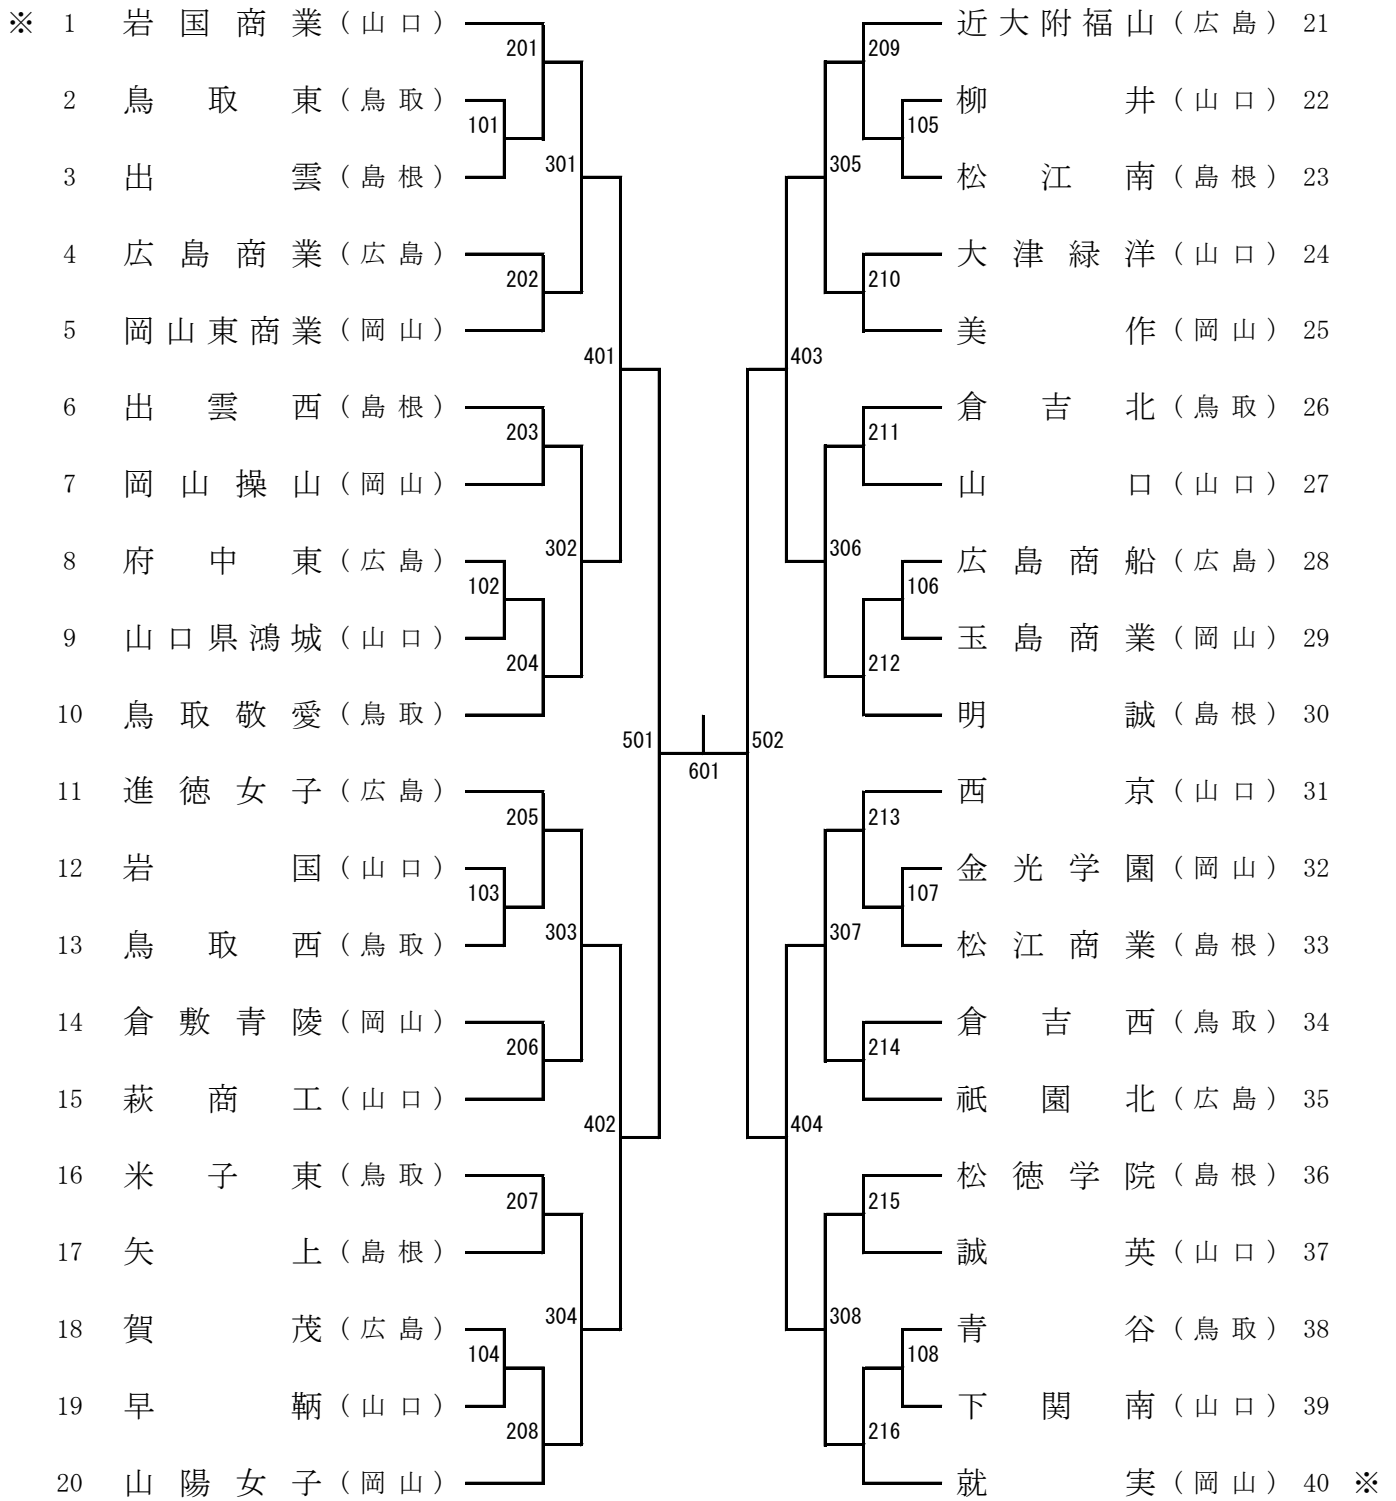 ※ 1 岩国商業(山口)
201
2 鳥取東(鳥取)
101
3 出雲(島根)
301
4 広島商業(広島)
202
5 岡山東商業(岡山)
401
6 出雲西(島根)
203
7 岡山操山(岡山)
302
8 府中東(広島)
102
9 山口県鴻城(山口)
204
10 鳥取敬愛(鳥取)
501
11 進徳女子(広島)
205
12 岩国(山口)
103
13 鳥取西(鳥取)
303
14 倉敷青陵(岡山)
206
15 萩商工(山口)
402
16 米子東(鳥取)
207
17 矢上(島根)
304
18 賀茂(広島)
104
19 早鞆(山口)
208
20 山陽女子(岡山)
601
近大附福山(広島) 21
209
柳井(山口) 22
105
松江南(島根) 23
305
大津緑洋(山口) 24
210
美作(岡山) 25
403
倉吉北(鳥取) 26
211
山口(山口) 27
306
広島商船(広島) 28
106
玉島商業(岡山) 29
212
明誠(島根) 30
502
西京(山口) 31
213
金光学園(岡山) 32
107
松江商業(島根) 33
307
倉吉西(鳥取) 34
214
祇園北(広島) 35
404
松徳学院(島根) 36
215
誠英(山口) 37
308
青谷(鳥取) 38
108
下関南(山口) 39
216
就実(岡山) 40 ※